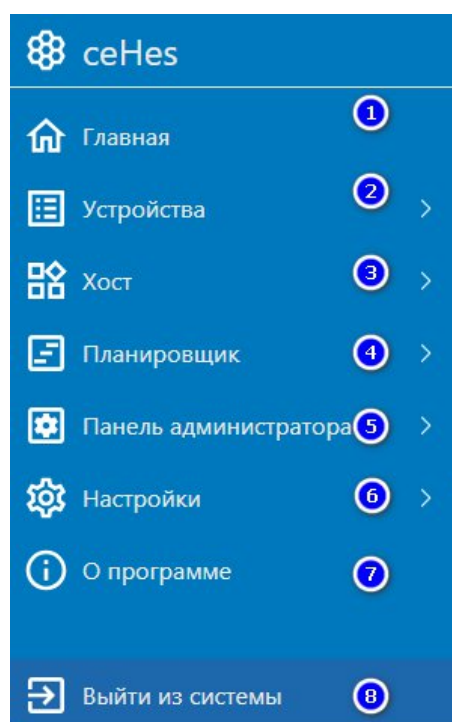 ceHes
Главная 1
Устройства 2
Хост 3
Планировщик 4
Панель администратора 5
Настройки 6
О программе 7
Выйти из системы 8